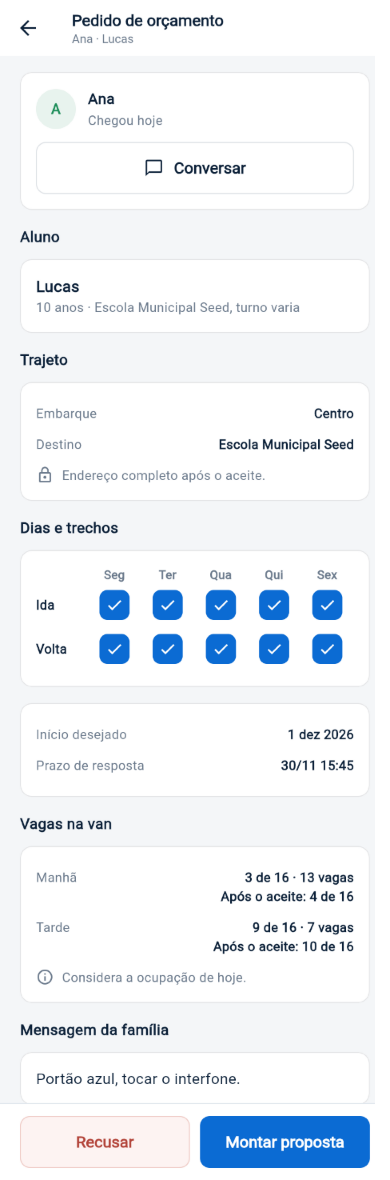 Pedido de orçamento
Ana · Lucas
A
Ana
Chegou hoje
Conversar
Aluno
Lucas
10 anos · Escola Municipal Seed, turno varia
Trajeto
Embarque Centro
Destino Escola Municipal Seed
Endereço completo após o aceite.
Dias e trechos
Seg Ter Qua Qui Sex
Ida
Volta
Início desejado 1 dez 2026
Prazo de resposta 30/11 15:45
Vagas na van
Manhã 3 de 16 · 13 vagas
Após o aceite: 4 de 16
Tarde 9 de 16 · 7 vagas
Após o aceite: 10 de 16
Considera a ocupação de hoje.
Mensagem da família
Portão azul, tocar o interfone.
Recusar Montar proposta